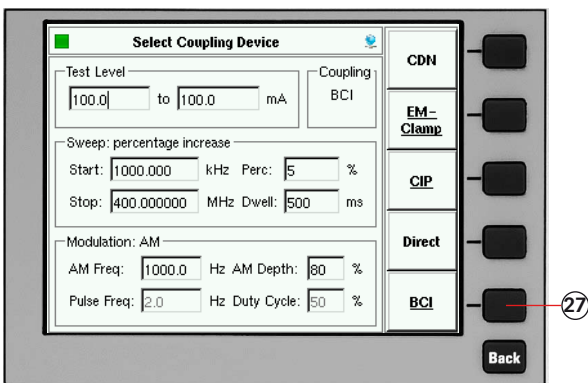 Select Coupling Device
Test Level
100.0 to 100.0 mA
Coupling
BCI
Sweep: percentage increase
Start: 1000.000 kHz Perc: 5 %
Stop: 400.000000 MHz Dwell: 500 ms
Modulation: AM
AM Freq: 1000.0 Hz AM Depth: 80 %
Pulse Freq: 2.0 Hz Duty Cycle: 50 %
CDN
EM-
Clamp
CIP
Direct
BCI
27
Back